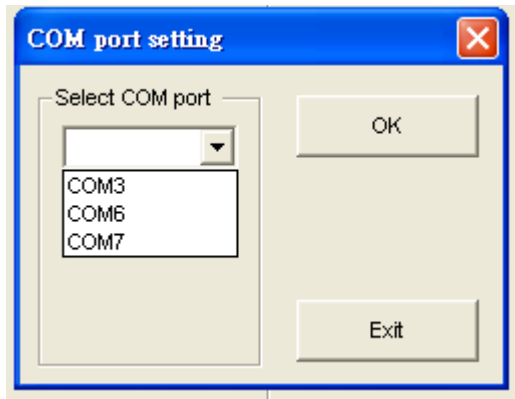 COM port setting
Select COM port
OK
COM3
COM6
COM7
Exit